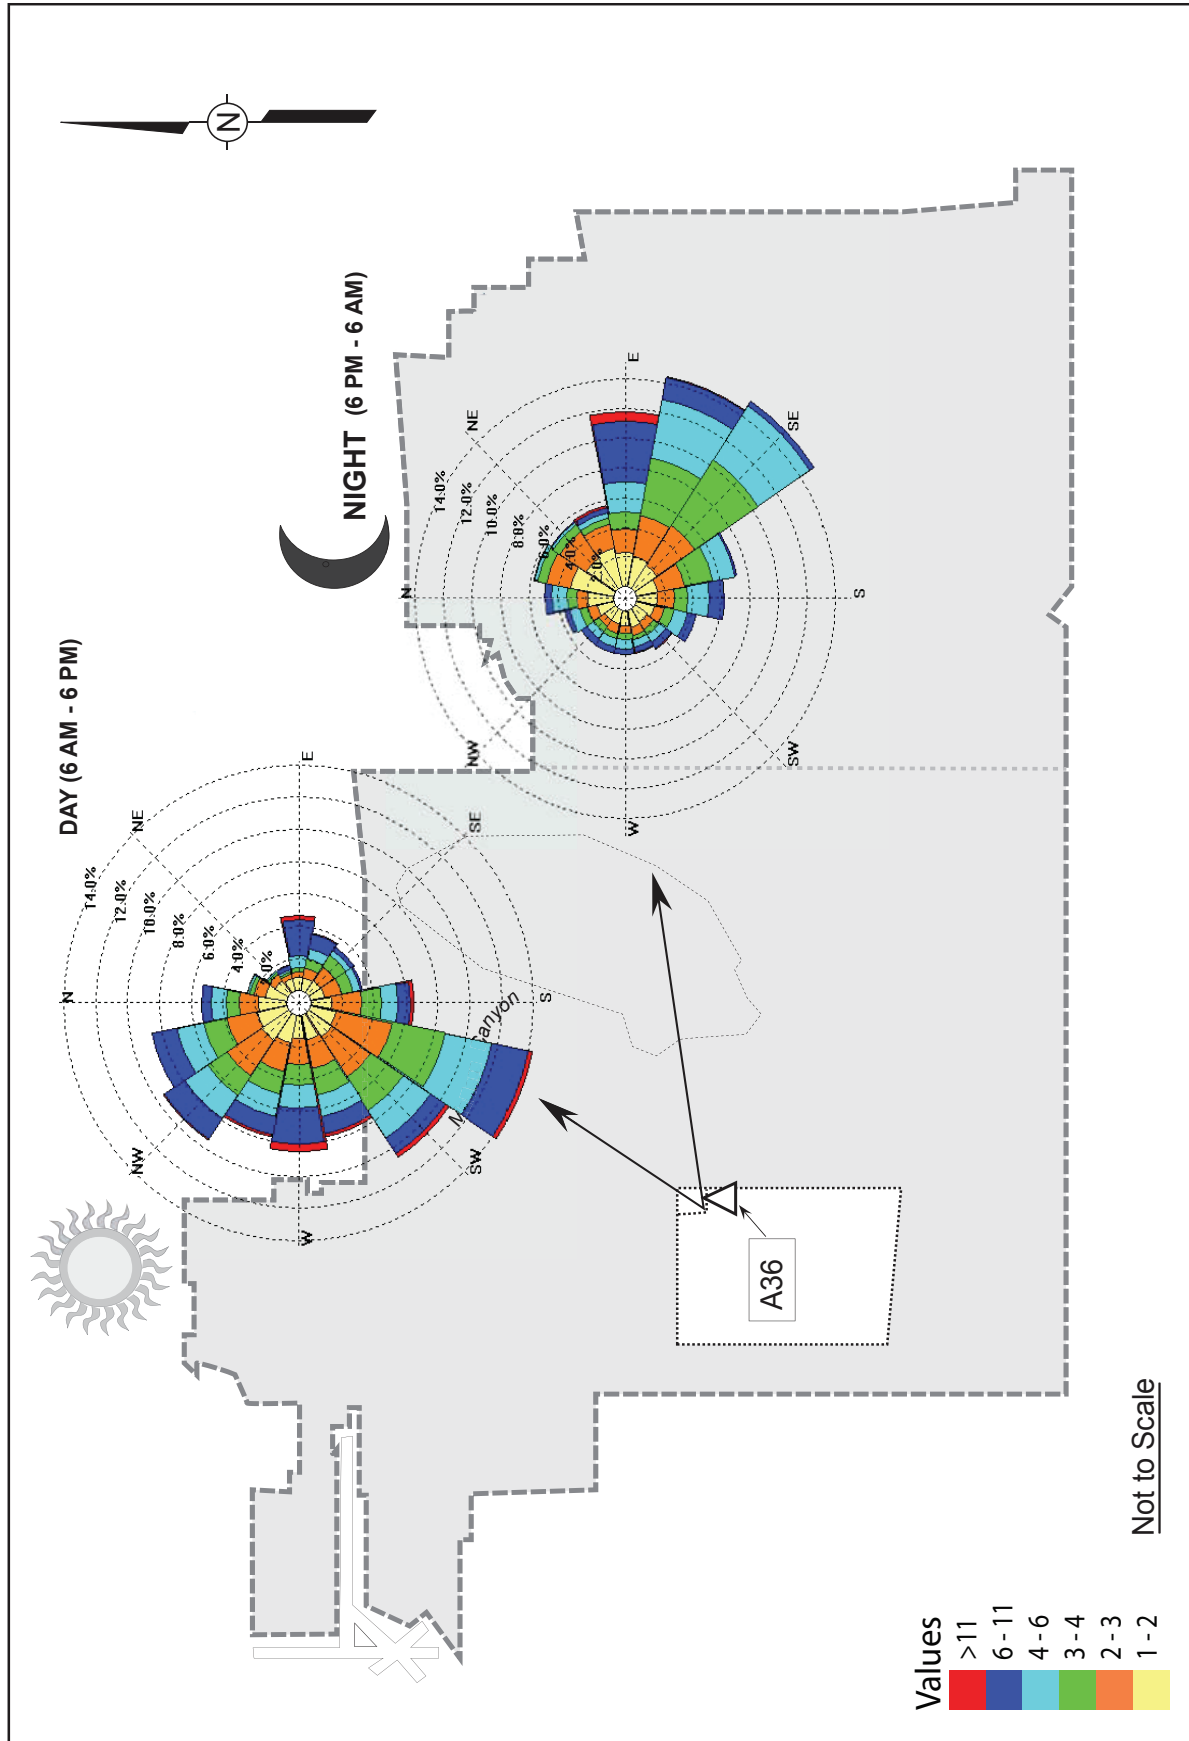 N
DAY (6 AM - 6 PM)
N
NE
E
SE
S
SW
W
NW
14.0%
12.0%
10.0%
8.0%
6.0%
4.0%
2.0%
NIGHT (6 PM - 6 AM)
N
NE
E
SE
S
SW
W
NW
14.0%
12.0%
10.0%
8.0%
6.0%
4.0%
2.0%
A36
Values
>11
6 - 11
4 - 6
3 - 4
2 - 3
1 - 2
Not to Scale